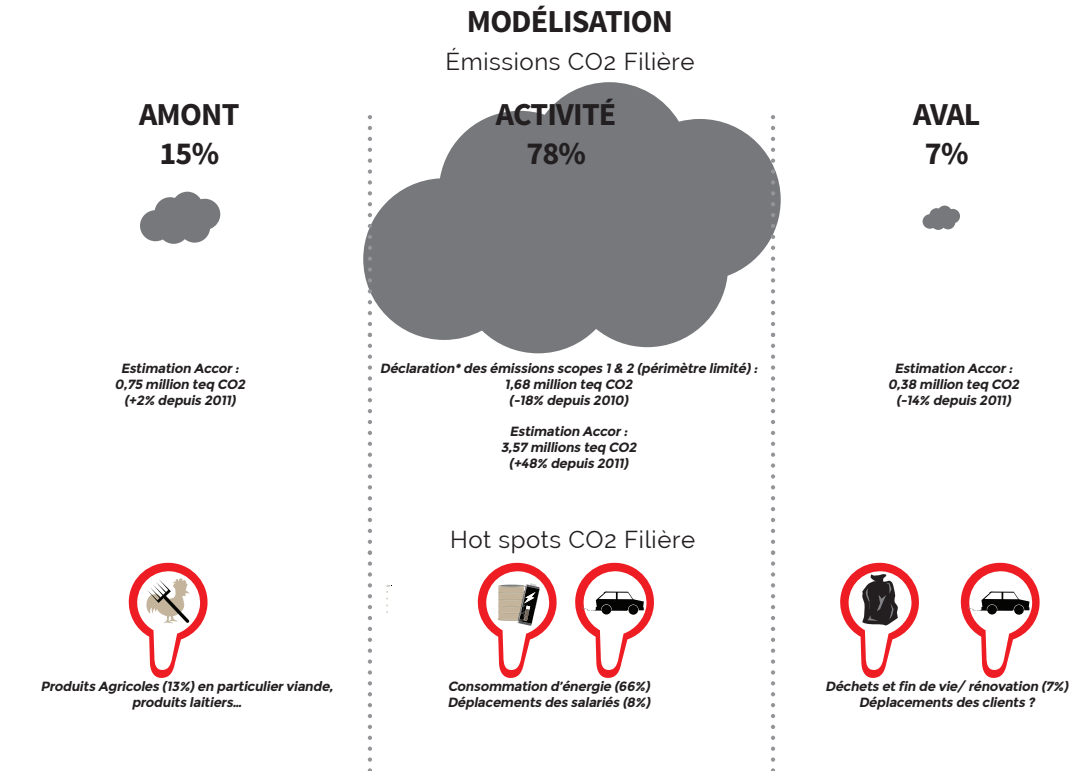 MODÉLISATION
Émissions CO2 Filière
AMONT
15%
ACTIVITÉ
78%
AVAL
7%
Estimation Accor :
0,75 million teq CO2
(+2% depuis 2011)
Déclaration* des émissions scopes 1 & 2 (périmètre limité) :
1,68 million teq CO2
(-18% depuis 2010)
Estimation Accor :
3,57 millions teq CO2
(+48% depuis 2011)
Estimation Accor :
0,38 million teq CO2
(-14% depuis 2011)
Hot spots CO2 Filière
Produits Agricoles (13%) en particulier viande,
produits laitiers...
Consommation d'énergie (66%)
Déplacements des salariés (8%)
Déchets et fin de vie/ rénovation (7%)
Déplacements des clients ?